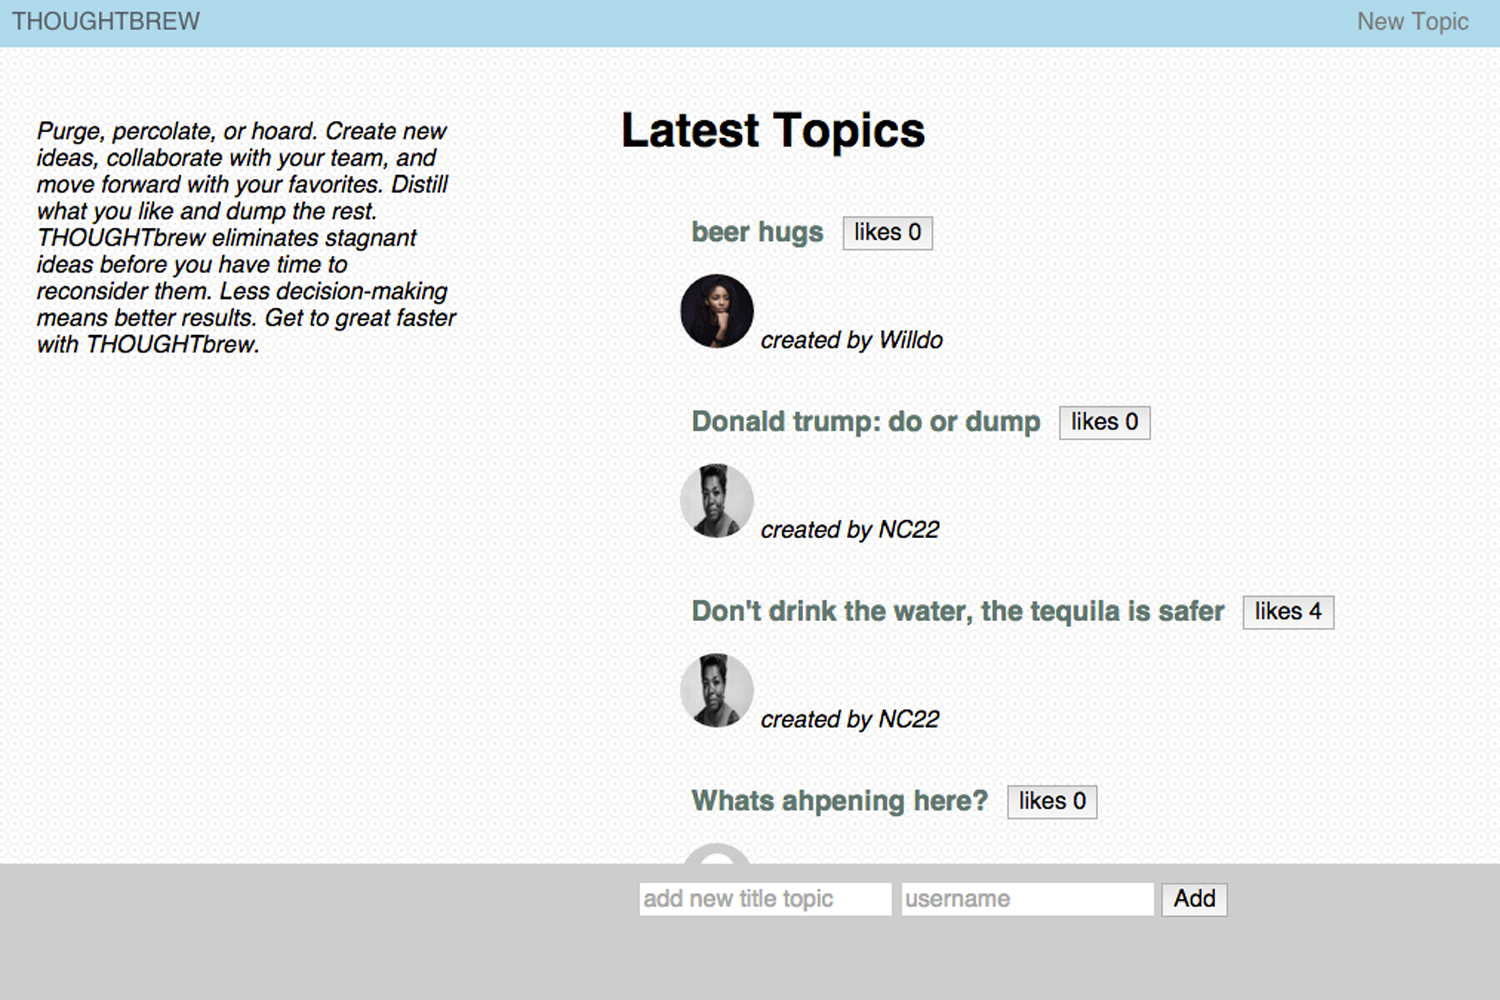 THOUGHTBREW
New Topic
Purge, percolate, or hoard. Create new
ideas, collaborate with your team, and
move forward with your favorites. Distill
what you like and dump the rest.
THOUGHTbrew eliminates stagnant
ideas before you have time to
reconsider them. Less decision-making
means better results. Get to great faster
with THOUGHTbrew.
Latest Topics
beer hugs likes 0
created by Willdo
Donald trump: do or dump likes 0
created by NC22
Don't drink the water, the tequila is safer likes 4
created by NC22
Whats ahpening here? likes 0
add new title topic username Add